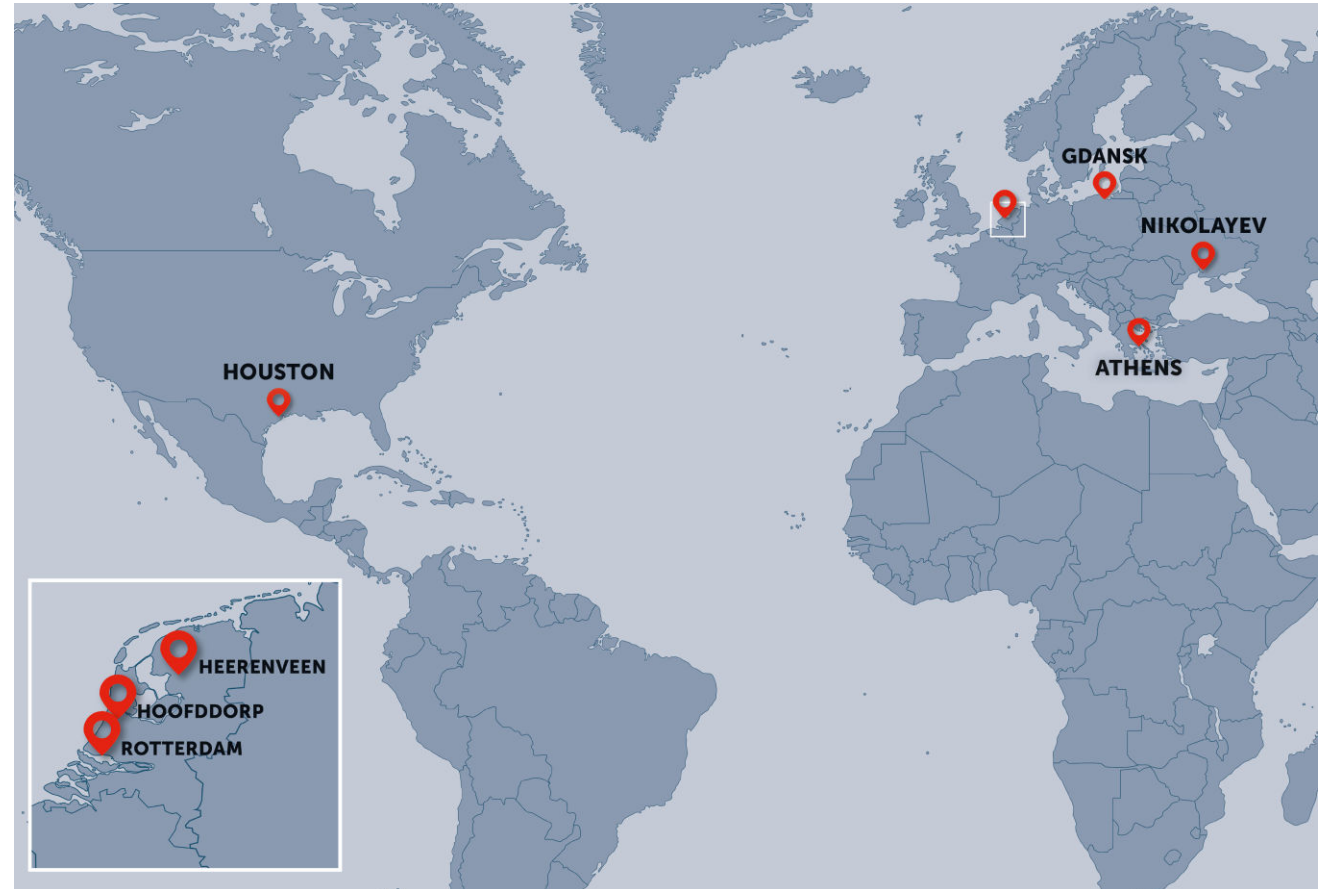 GDANSK
NIKOLAYEV
HOUSTON
ATHENS
HEERENVEEN
HOOFDDORP
ROTTERDAM